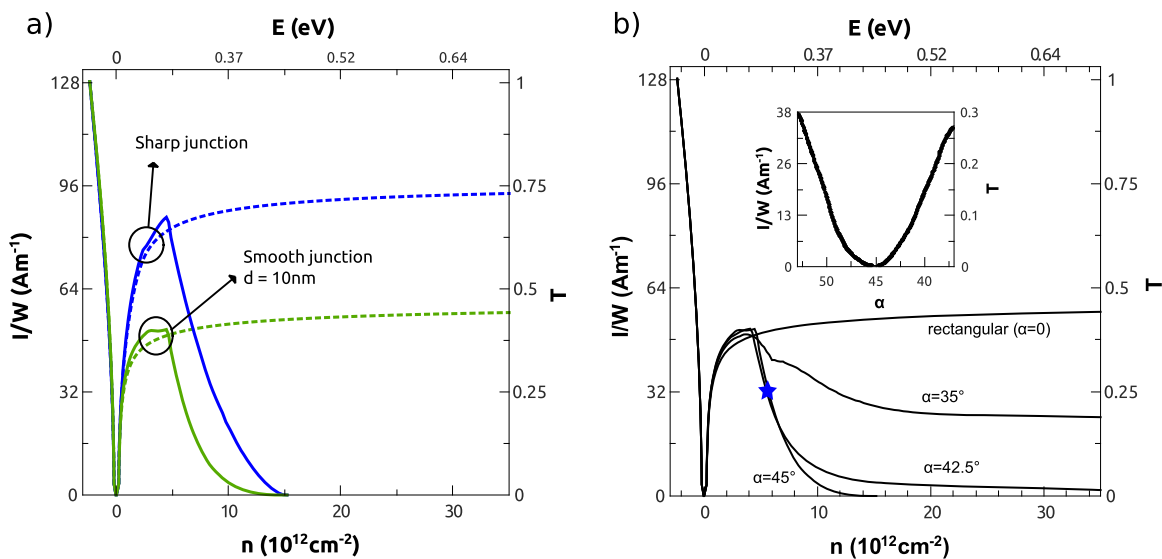 a)
E (eV)
0 0.37 0.52 0.64
128 1
Sharp junction
96 0.75
Smooth junction
d = 10nm
64 0.5
I/W (Am⁻¹) T
32 0.25
0 0
0 10 20 30
n (10¹²cm⁻²)
b)
E (eV)
0 0.37 0.52 0.64
128 1
38 0.3
26 0.2
I/W (Am⁻¹) T
13 0.1
0 0
50 45 40
α
96 0.75
64 0.5
I/W (Am⁻¹) T
rectangular (α=0)
32 0.25
α=35°
α=42.5°
α=45°
0 0
0 10 20 30
n (10¹²cm⁻²)